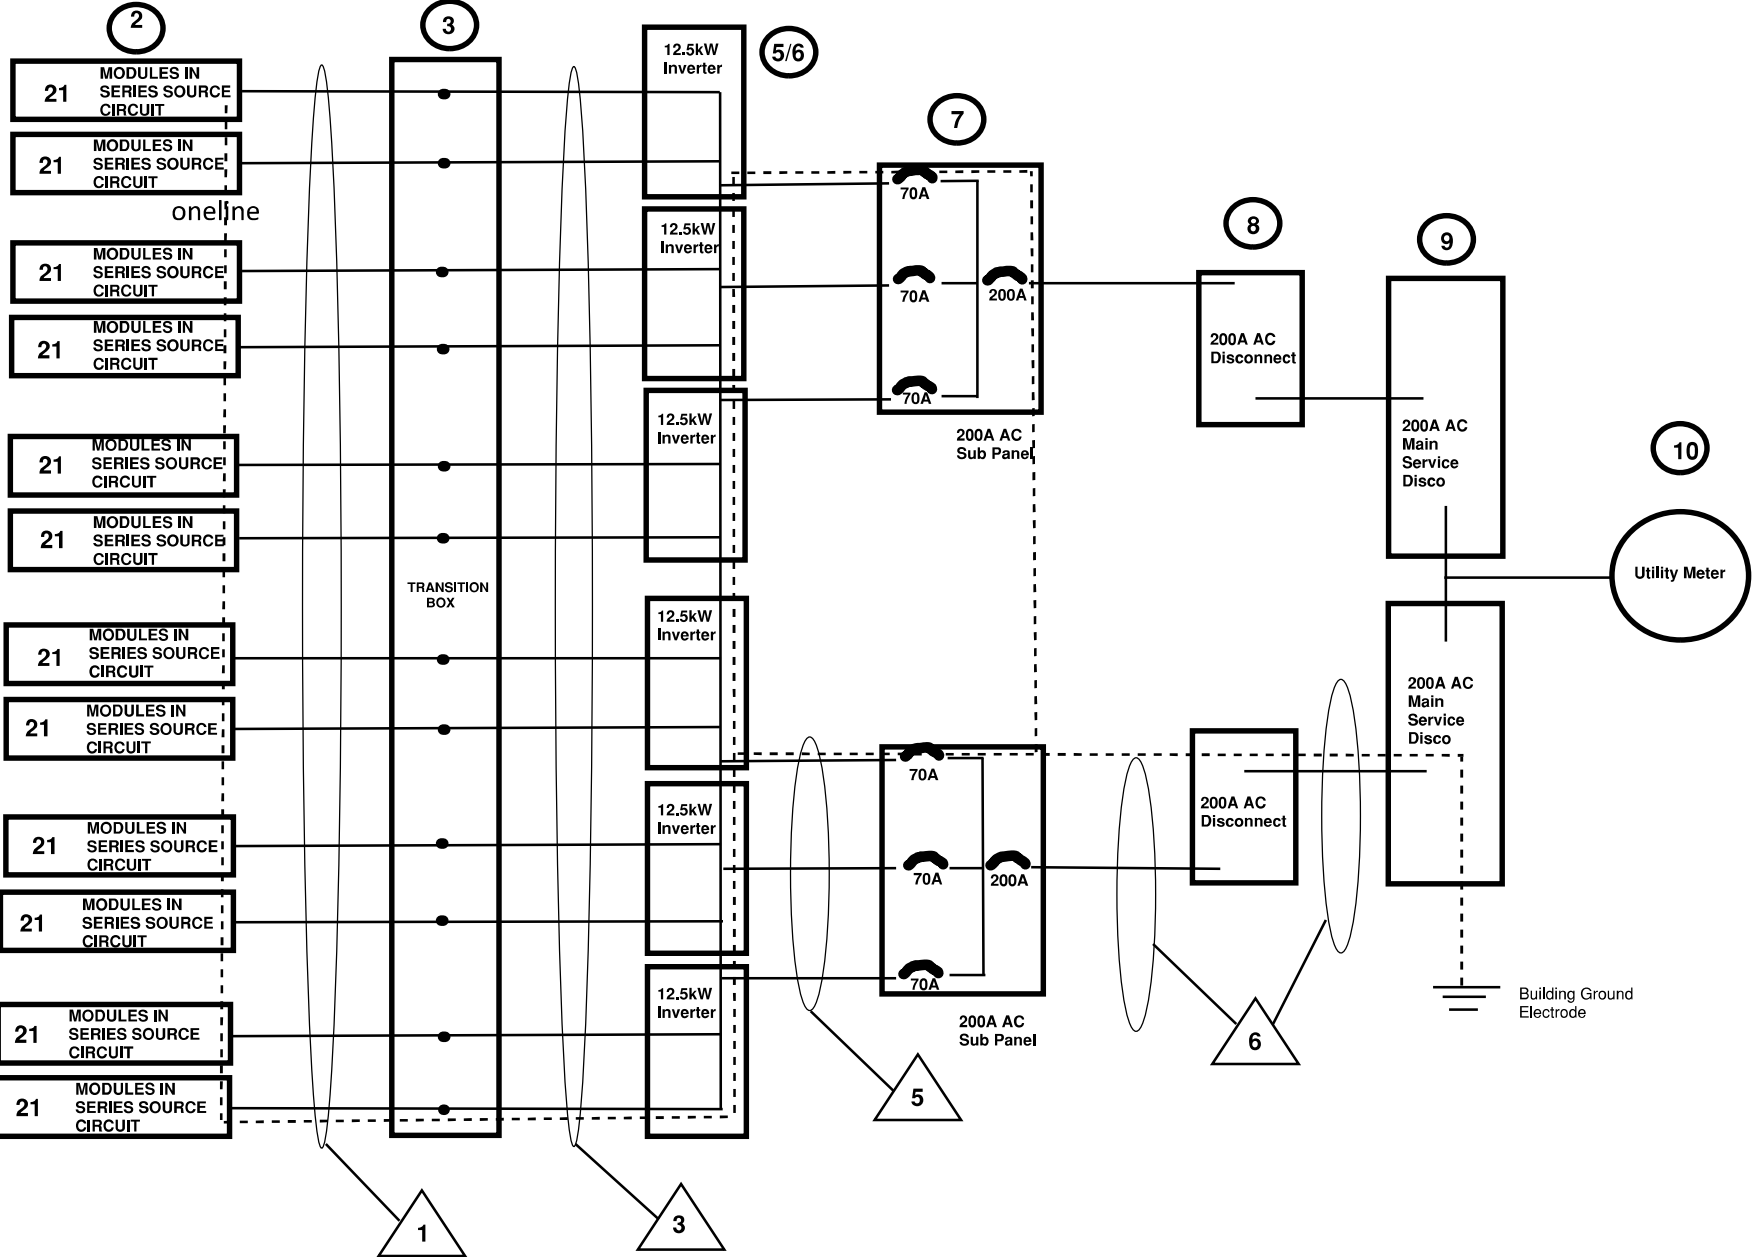 2
3
5/6
7
8
9
10
21
MODULES IN
SERIES SOURCE
CIRCUIT
21
MODULES IN
SERIES SOURCE
CIRCUIT
oneline
21
MODULES IN
SERIES SOURCE
CIRCUIT
21
MODULES IN
SERIES SOURCE
CIRCUIT
21
MODULES IN
SERIES SOURCE
CIRCUIT
21
MODULES IN
SERIES SOURCE
CIRCUIT
21
MODULES IN
SERIES SOURCE
CIRCUIT
21
MODULES IN
SERIES SOURCE
CIRCUIT
21
MODULES IN
SERIES SOURCE
CIRCUIT
21
MODULES IN
SERIES SOURCE
CIRCUIT
21
MODULES IN
SERIES SOURCE
CIRCUIT
21
MODULES IN
SERIES SOURCE
CIRCUIT
TRANSITION
BOX
12.5kW
Inverter
12.5kW
Inverter
12.5kW
Inverter
12.5kW
Inverter
12.5kW
Inverter
12.5kW
Inverter
70A
70A
200A
70A
200A AC
Sub Panel
70A
70A
200A
70A
200A AC
Sub Panel
200A AC
Disconnect
200A AC
Disconnect
200A AC
Main
Service
Disco
200A AC
Main
Service
Disco
Utility Meter
Building Ground
Electrode
1
3
5
6